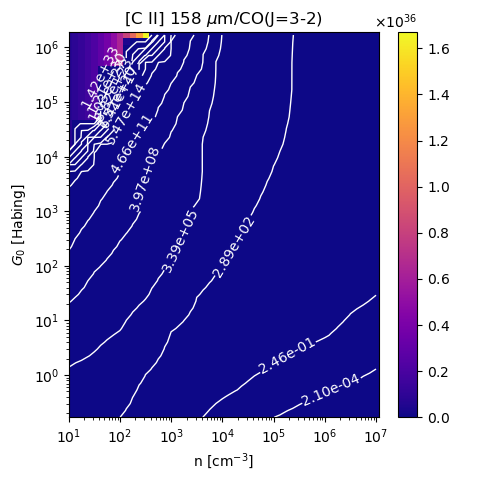 [C II] 158 μm/CO(J=3-2)
×10³⁶
G₀ [Habing]
10⁶
10⁵
10⁴
10³
10²
10¹
10⁰
1.42e+33
5.47e+14
4.66e+11
3.97e+08
3.39e+05
2.89e+02
2.46e-01
2.10e-04
10¹ 10² 10³ 10⁴ 10⁵ 10⁶ 10⁷
n [cm⁻³]
1.6
1.4
1.2
1.0
0.8
0.6
0.4
0.2
0.0